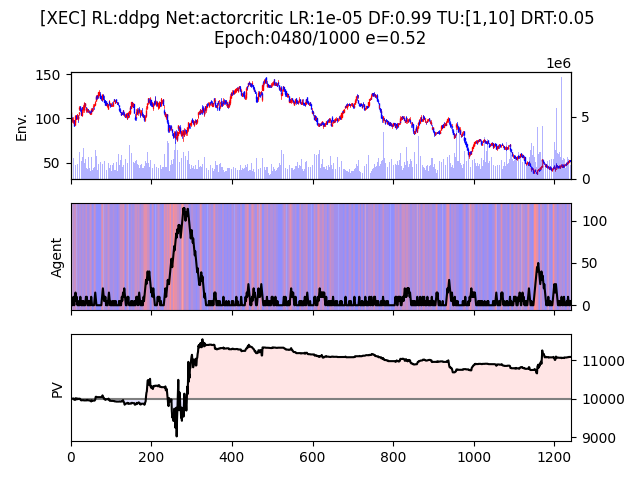 [XEC] RL:ddpg Net:actorcritic LR:1e-05 DF:0.99 TU:[1,10] DRT:0.05
Epoch:0480/1000 e=0.52
1e6
150
100
50
Env.
5
0
Agent
100
50
0
PV
11000
10000
9000
0 200 400 600 800 1000 1200